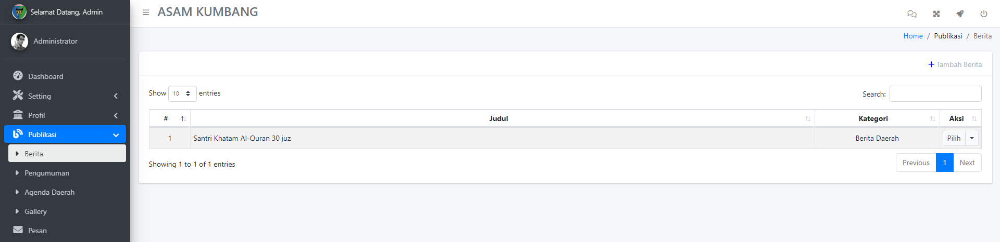 Selamat Datang, Admin
ASAM KUMBANG
Administrator
Home / Publikasi / Berita
Dashboard
Setting
Profil
Publikasi
Berita
Pengumuman
Agenda Daerah
Gallery
Pesan
+ Tambah Berita
Show 10 entries
Search:
# Judul Kategori Aksi
1 Santri Khatam Al-Quran 30 juz Berita Daerah Pilih
Showing 1 to 1 of 1 entries
Previous 1 Next